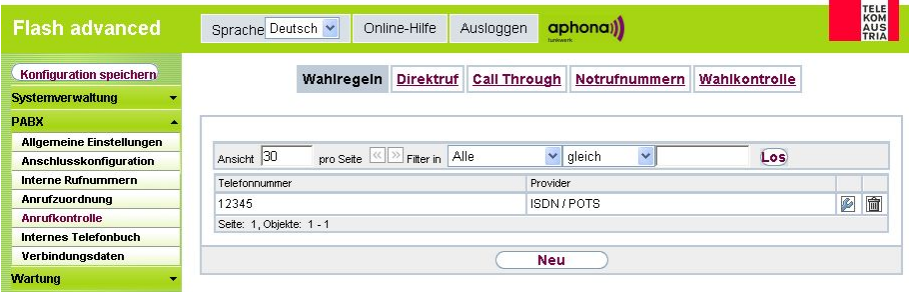 Flash advanced
Sprache Deutsch Online-Hilfe Ausloggen aphona
funkwerk
TELE
KOM
AUS
TRIA
Konfiguration speichern
Systemverwaltung
PABX
Allgemeine Einstellungen
Anschlusskonfiguration
Interne Rufnummern
Anrufzuordnung
Anrufkontrolle
Internes Telefonbuch
Verbindungsdaten
Wartung
Wahlregeln Direktruf Call Through Notrufnummern Wahlkontrolle
Ansicht 30 pro Seite << >> Filter in Alle gleich Los
Telefonnummer Provider
12345 ISDN / POTS
Seite: 1, Objekte: 1 - 1
Neu